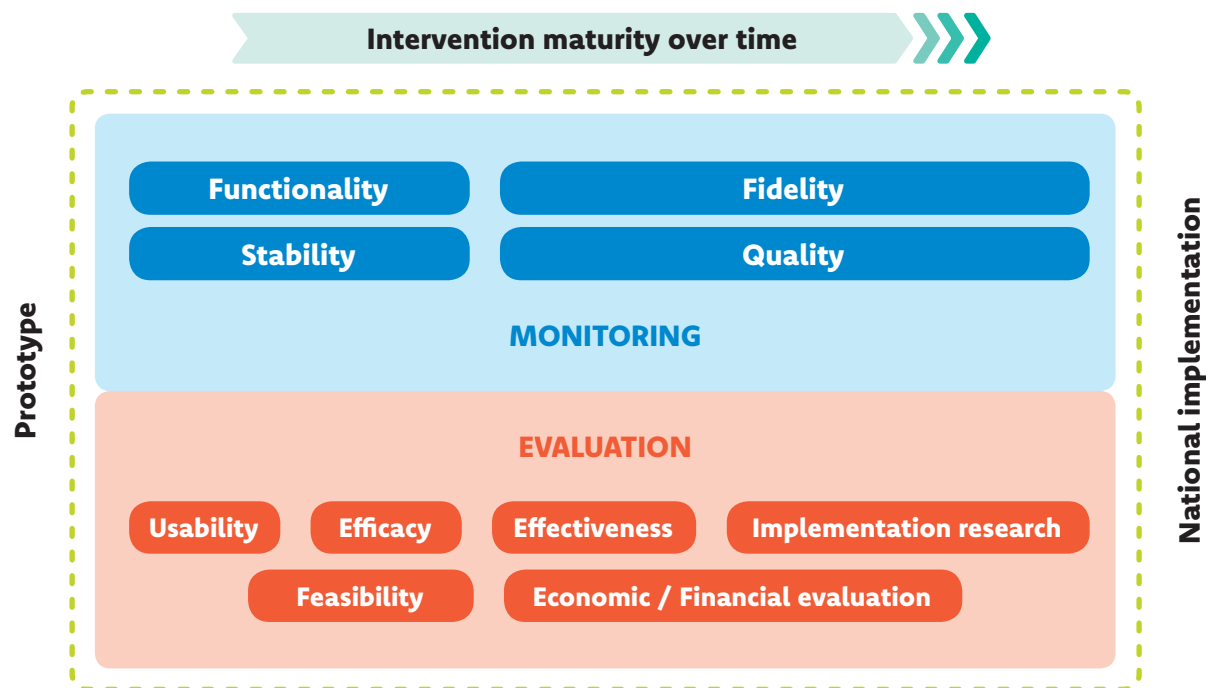 Intervention maturity over time
Prototype
Functionality
Fidelity
Stability
Quality
MONITORING
EVALUATION
Usability
Efficacy
Effectiveness
Implementation research
Feasibility
Economic / Financial evaluation
National implementation